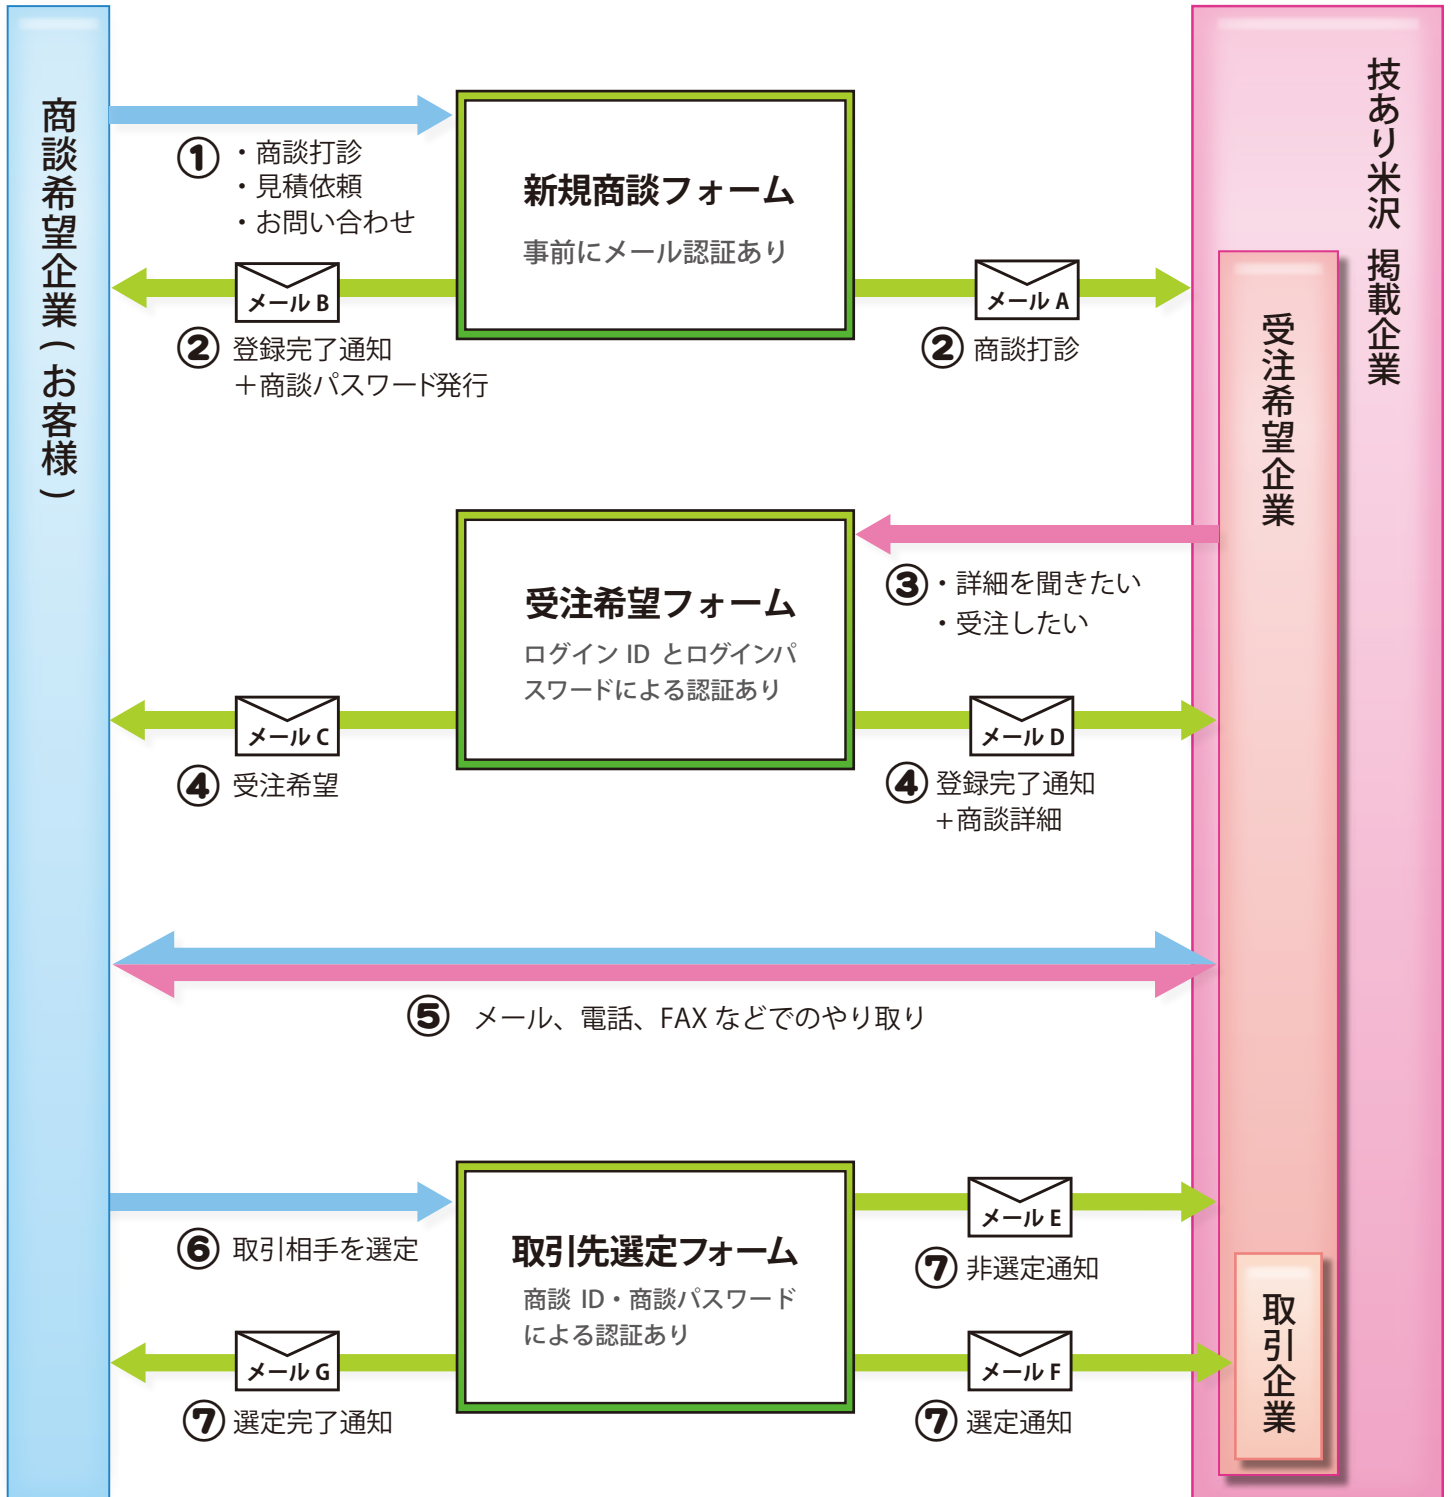 商談希望企業(お客様)
技あり米沢 掲載企業
受注希望企業
取引企業
① ・商談打診
・見積依頼
・お問い合わせ
新規商談フォーム
事前にメール認証あり
メール B
② 登録完了通知
＋商談パスワード発行
メール A
② 商談打診
受注希望フォーム
ログイン ID とログインパ
スワードによる認証あり
③ ・詳細を聞きたい
・受注したい
メール C
④ 受注希望
メール D
④ 登録完了通知
+商談詳細
⑤ メール、電話、FAX などでのやり取り
⑥ 取引相手を選定
取引先選定フォーム
商談 ID・商談パスワード
による認証あり
メール E
⑦ 非選定通知
メール G
⑦ 選定完了通知
メール F
⑦ 選定通知